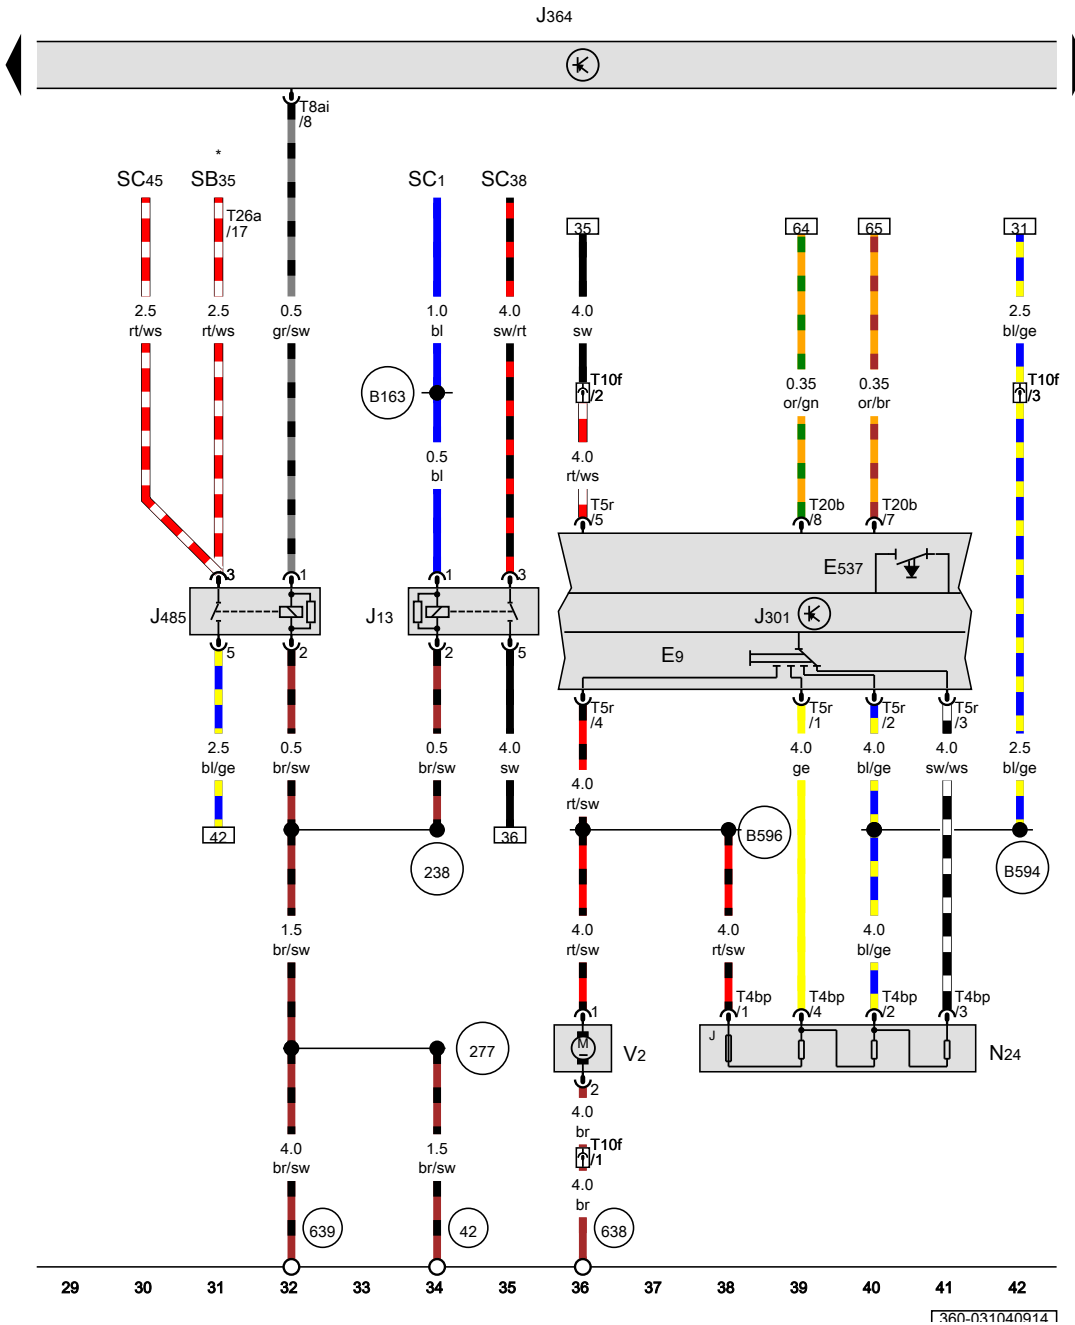 J364
T8ai
/8
*
SC45 SB35 SC1 SC38
T26a
/17
35 64 65 31
2.5 2.5 0.5 1.0 4.0 4.0 2.5
rt/ws rt/ws gr/sw bl sw/rt sw bl/ge
T10f T10f
/2 /3
B163
0.35 0.35
or/gn or/br
0.5 4.0
bl rt/ws
T5r T20b T20b
/5 /8 /7
E537
3 1 1 3
J485 J13 J301
E9
5 2 2 5
T5r T5r T5r T5r
/4 /1 /2 /3
2.5 0.5 0.5 4.0 4.0 4.0 4.0 2.5
bl/ge br/sw br/sw sw ge bl/ge sw/ws bl/ge
4.0
rt/sw
42 36 B596
238 B594
1.5 4.0 4.0 4.0
br/sw rt/sw rt/sw bl/ge
T4bp T4bp T4bp T4bp
1 /1 /4 /2 /3
277 M V2 J N24
2
4.0
br
4.0 1.5 T10f
br/sw br/sw /1
4.0
br
639 42 638
29 30 31 32 33 34 35 36 37 38 39 40 41 42
360-031040914